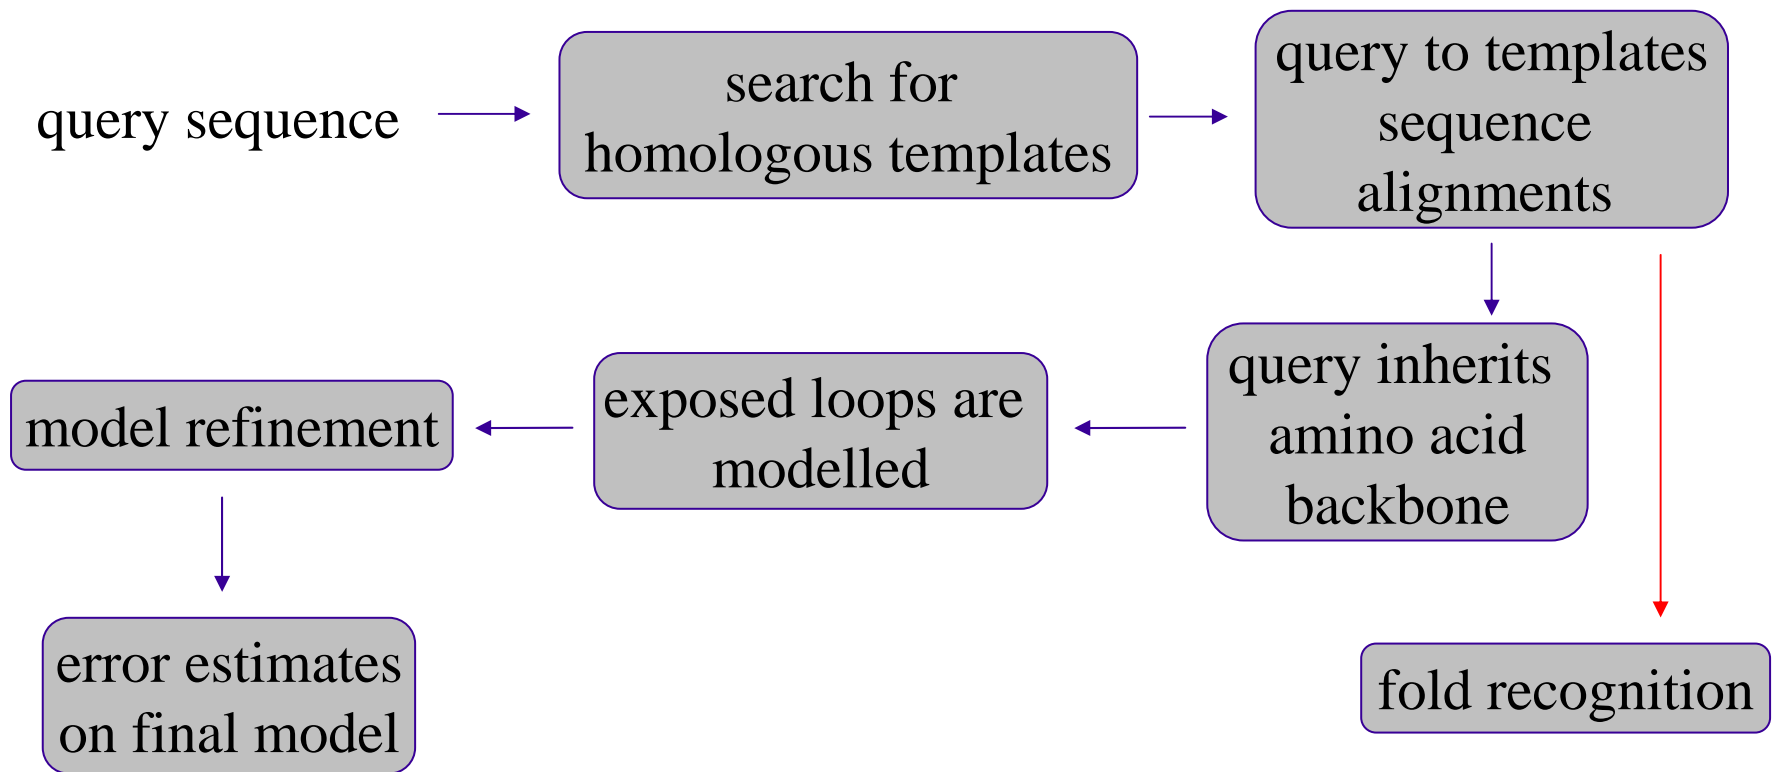 query sequence
search for
homologous templates
query to templates
sequence
alignments
query inherits
amino acid
backbone
exposed loops are
modelled
model refinement
error estimates
on final model
fold recognition